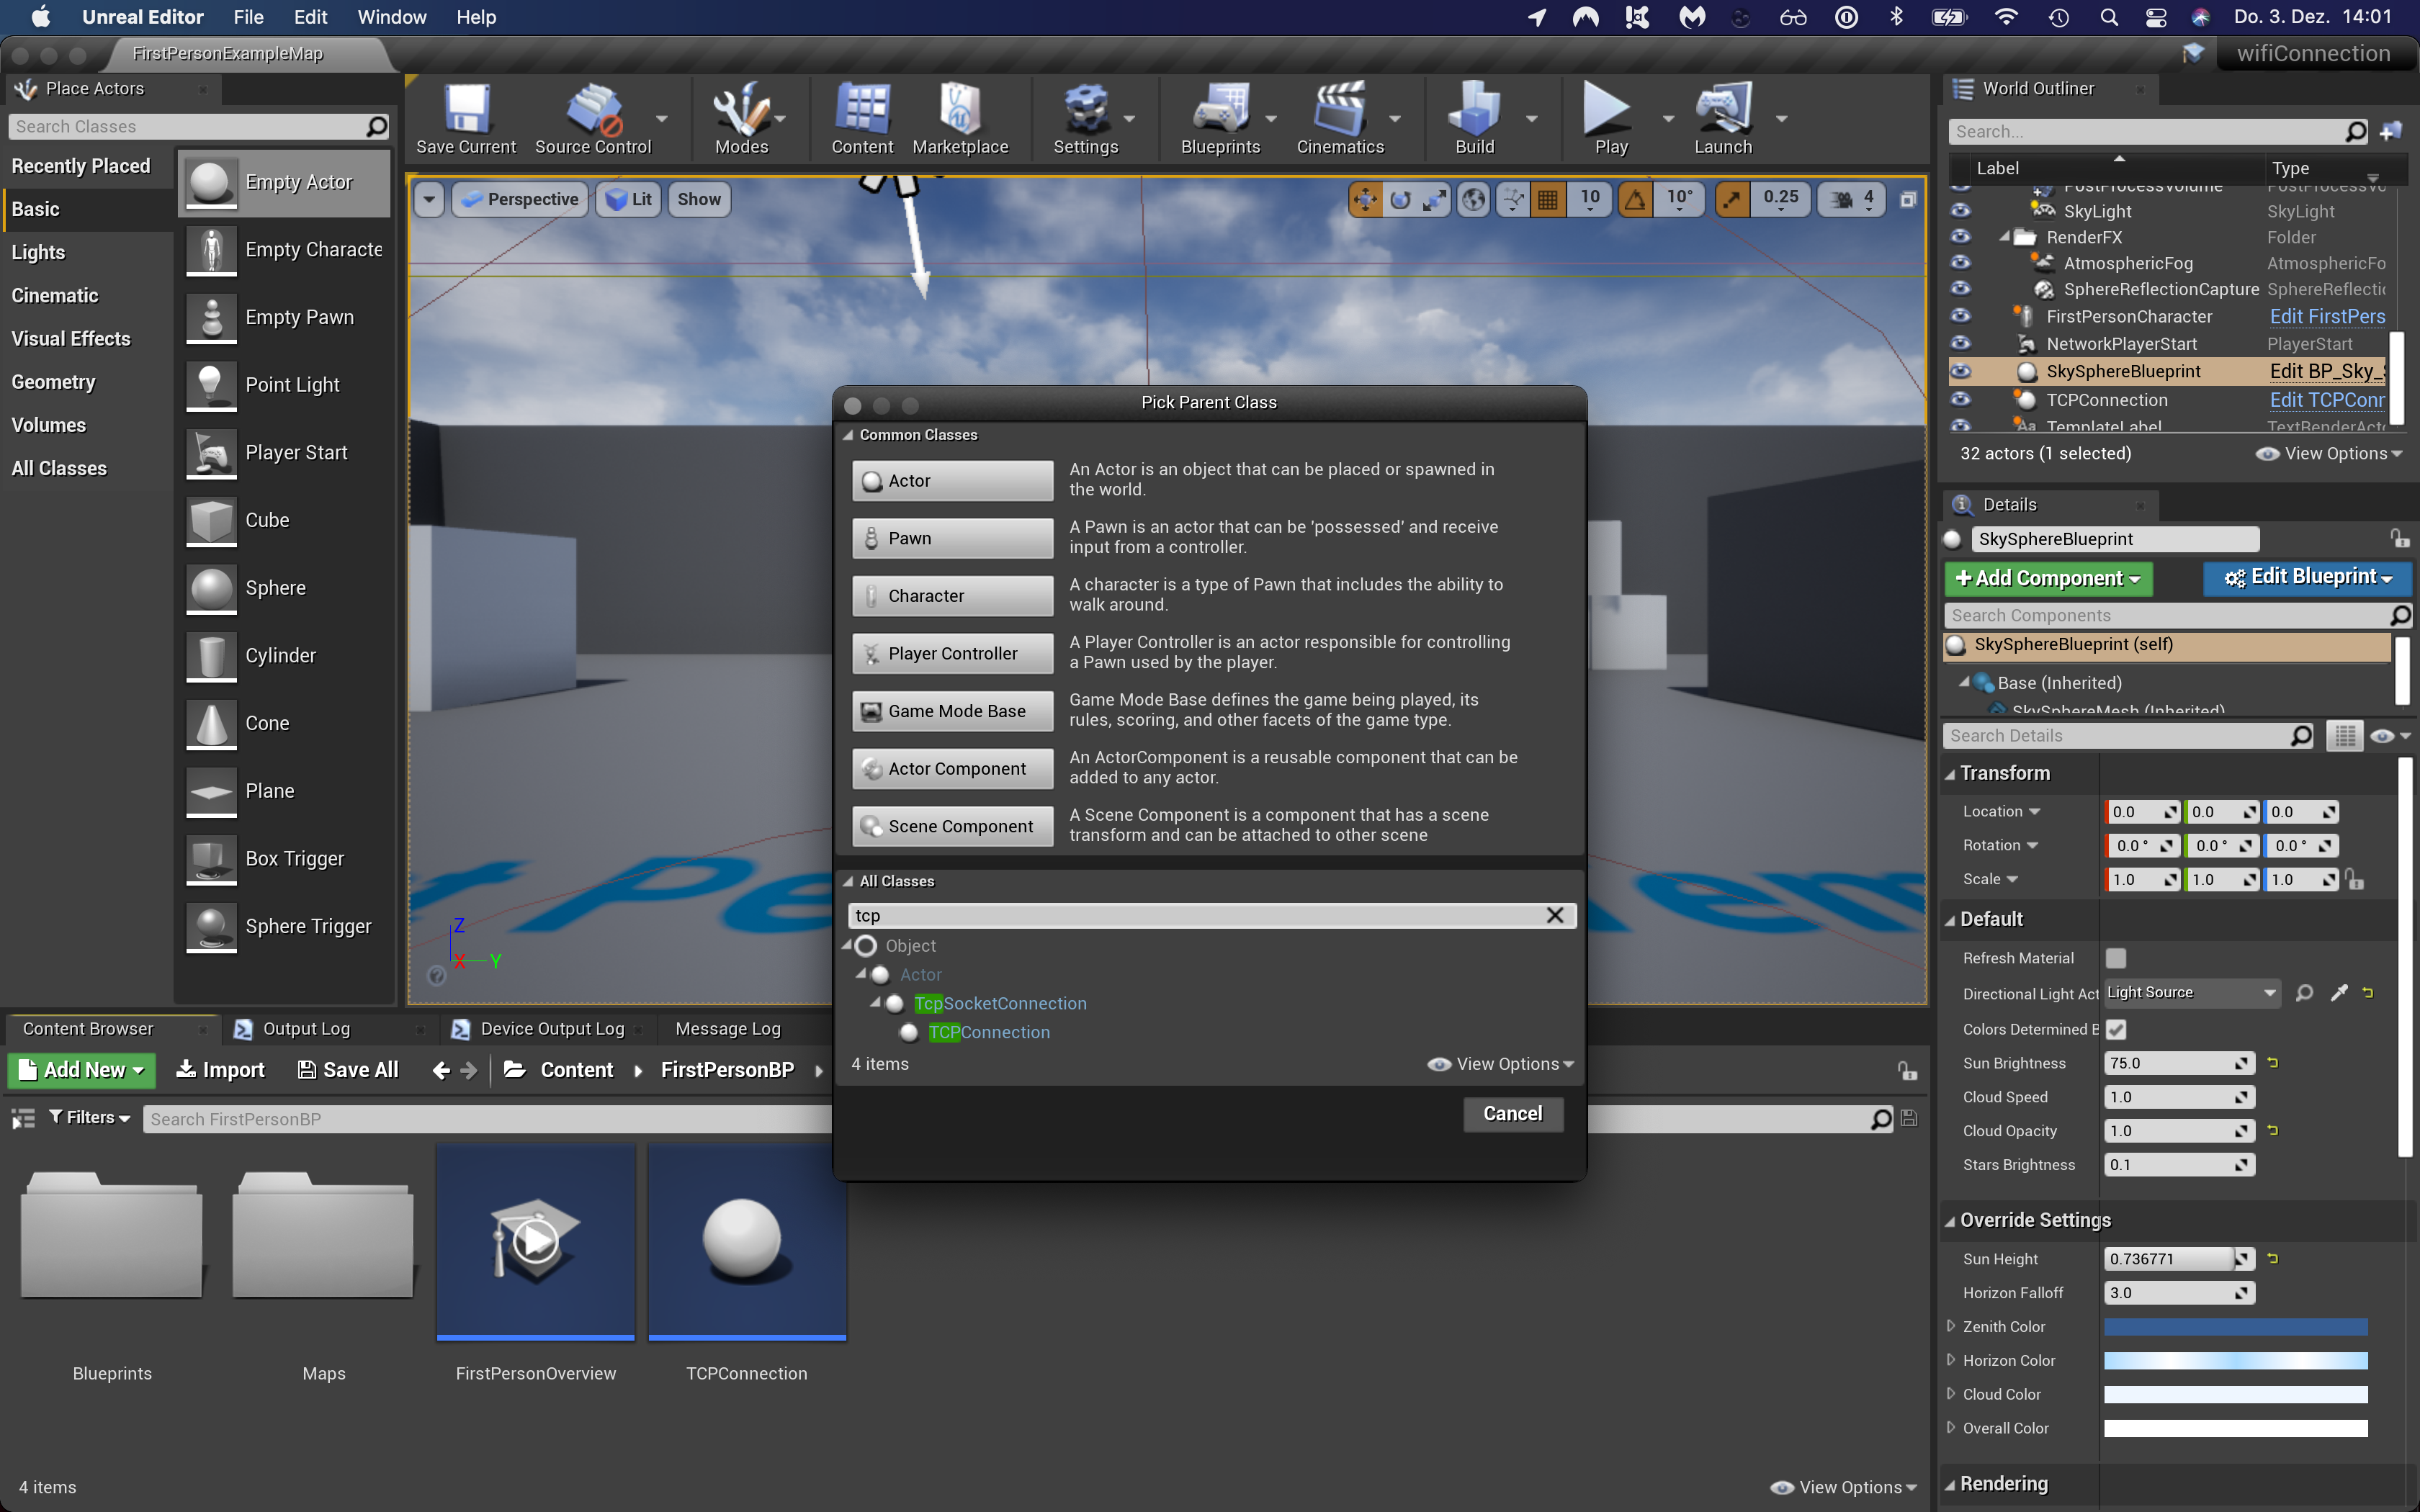 Unreal Editor File Edit Window Help Do. 3. Dez. 14:01
FirstPersonExampleMap wifiConnection
Place Actors
Search Classes
Recently Placed
Basic
Lights
Cinematic
Visual Effects
Geometry
Volumes
All Classes
Empty Actor
Empty Characte
Empty Pawn
Point Light
Player Start
Cube
Sphere
Cylinder
Cone
Plane
Box Trigger
Sphere Trigger
Save Current Source Control Modes Content Marketplace Settings Blueprints Cinematics Build Play Launch
Perspective Lit Show 10 10° 0.25 4
Z
X Y
Pick Parent Class
Common Classes
Actor
An Actor is an object that can be placed or spawned in
the world.
Pawn
A Pawn is an actor that can be 'possessed' and receive
input from a controller.
Character
A character is a type of Pawn that includes the ability to
walk around.
Player Controller
A Player Controller is an actor responsible for controlling
a Pawn used by the player.
Game Mode Base
Game Mode Base defines the game being played, its
rules, scoring, and other facets of the game type.
Actor Component
An ActorComponent is a reusable component that can be
added to any actor.
Scene Component
A Scene Component is a component that has a scene
transform and can be attached to other scene
All Classes
tcp
Object
Actor
TcpSocketConnection
TCPConnection
4 items View Options
Cancel
World Outliner
Search...
Label Type
PostProcessVolume PostProcessVo
SkyLight SkyLight
RenderFX Folder
AtmosphericFog AtmosphericFo
SphereReflectionCapture SphereReflectic
FirstPersonCharacter Edit FirstPers
NetworkPlayerStart PlayerStart
SkySphereBlueprint Edit BP_Sky_S
TCPConnection Edit TCPConr
TemplateLabel TextRenderActo
32 actors (1 selected) View Options
Details
SkySphereBlueprint
+Add Component Edit Blueprint
Search Components
SkySphereBlueprint (self)
Base (Inherited)
SkySphereMesh (Inherited)
Search Details
Transform
Location 0.0 0.0 0.0
Rotation 0.0 ° 0.0 ° 0.0 °
Scale 1.0 1.0 1.0
Default
Refresh Material
Directional Light Act Light Source
Colors Determined B
Sun Brightness 75.0
Cloud Speed 1.0
Cloud Opacity 1.0
Stars Brightness 0.1
Override Settings
Sun Height 0.736771
Horizon Falloff 3.0
Zenith Color
Horizon Color
Cloud Color
Overall Color
Rendering
Content Browser Output Log Device Output Log Message Log
Add New Import Save All Content FirstPersonBP
Filters Search FirstPersonBP
Blueprints Maps FirstPersonOverview TCPConnection
4 items View Options